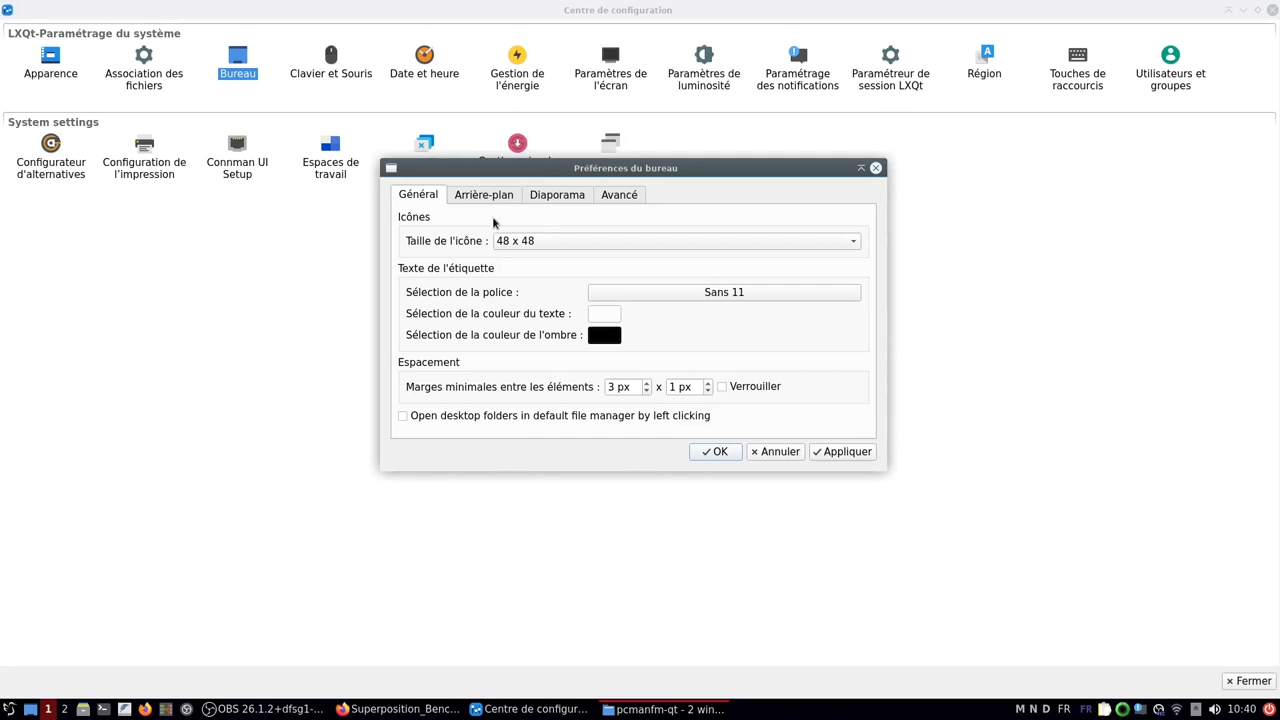 Centre de configuration
LXQt-Paramétrage du système
Apparence
Association des fichiers
Bureau
Clavier et Souris
Date et heure
Gestion de l'énergie
Paramètres de l'écran
Paramètres de luminosité
Paramétrage des notifications
Paramétreur de session LXQt
Région
Touches de raccourcis
Utilisateurs et groupes
System settings
Configurateur d'alternatives
Configuration de l’impression
Connman UI Setup
Espaces de travail
Préférences du bureau
Général
Arrière-plan
Diaporama
Avancé
Icônes
Taille de l'icône :
48 x 48
Texte de l'étiquette
Sélection de la police :
Sans 11
Sélection de la couleur du texte :
Sélection de la couleur de l'ombre :
Espacement
Marges minimales entre les éléments :
3 px
x
1 px
Verrouiller
Open desktop folders in default file manager by left clicking
OK
Annuler
Appliquer
Fermer
1
2
OBS 26.1.2+dfsg1-...
Superposition_Benc...
Centre de configur...
pcmanfm-qt - 2 win...
M N D FR
FR
10:40